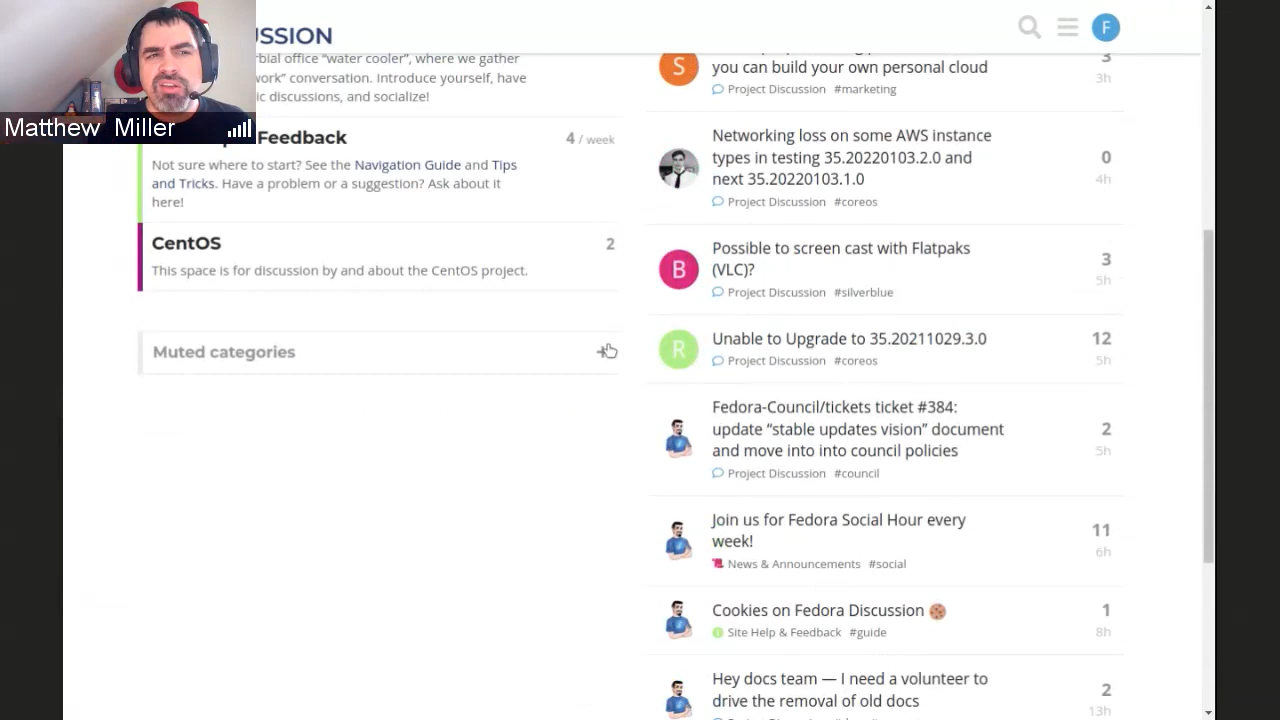 USSION
F
Matthew Miller
rbial office “water cooler”, where we gather
work” conversation. Introduce yourself, have
ic discussions, and socialize!
Feedback
4 / week
Not sure where to start? See the Navigation Guide and Tips
and Tricks. Have a problem or a suggestion? Ask about it
here!
CentOS
2
This space is for discussion by and about the CentOS project.
Muted categories
S
you can build your own personal cloud
3
3h
Project Discussion #marketing
Networking loss on some AWS instance
types in testing 35.20220103.2.0 and
next 35.20220103.1.0
0
4h
Project Discussion #coreos
B
Possible to screen cast with Flatpaks
(VLC)?
3
5h
Project Discussion #silverblue
R
Unable to Upgrade to 35.20211029.3.0
12
5h
Project Discussion #coreos
Fedora-Council/tickets ticket #384:
update “stable updates vision” document
and move into into council policies
2
5h
Project Discussion #council
Join us for Fedora Social Hour every
week!
11
6h
News & Announcements #social
Cookies on Fedora Discussion
1
8h
Site Help & Feedback #guide
Hey docs team — I need a volunteer to
drive the removal of old docs
2
13h